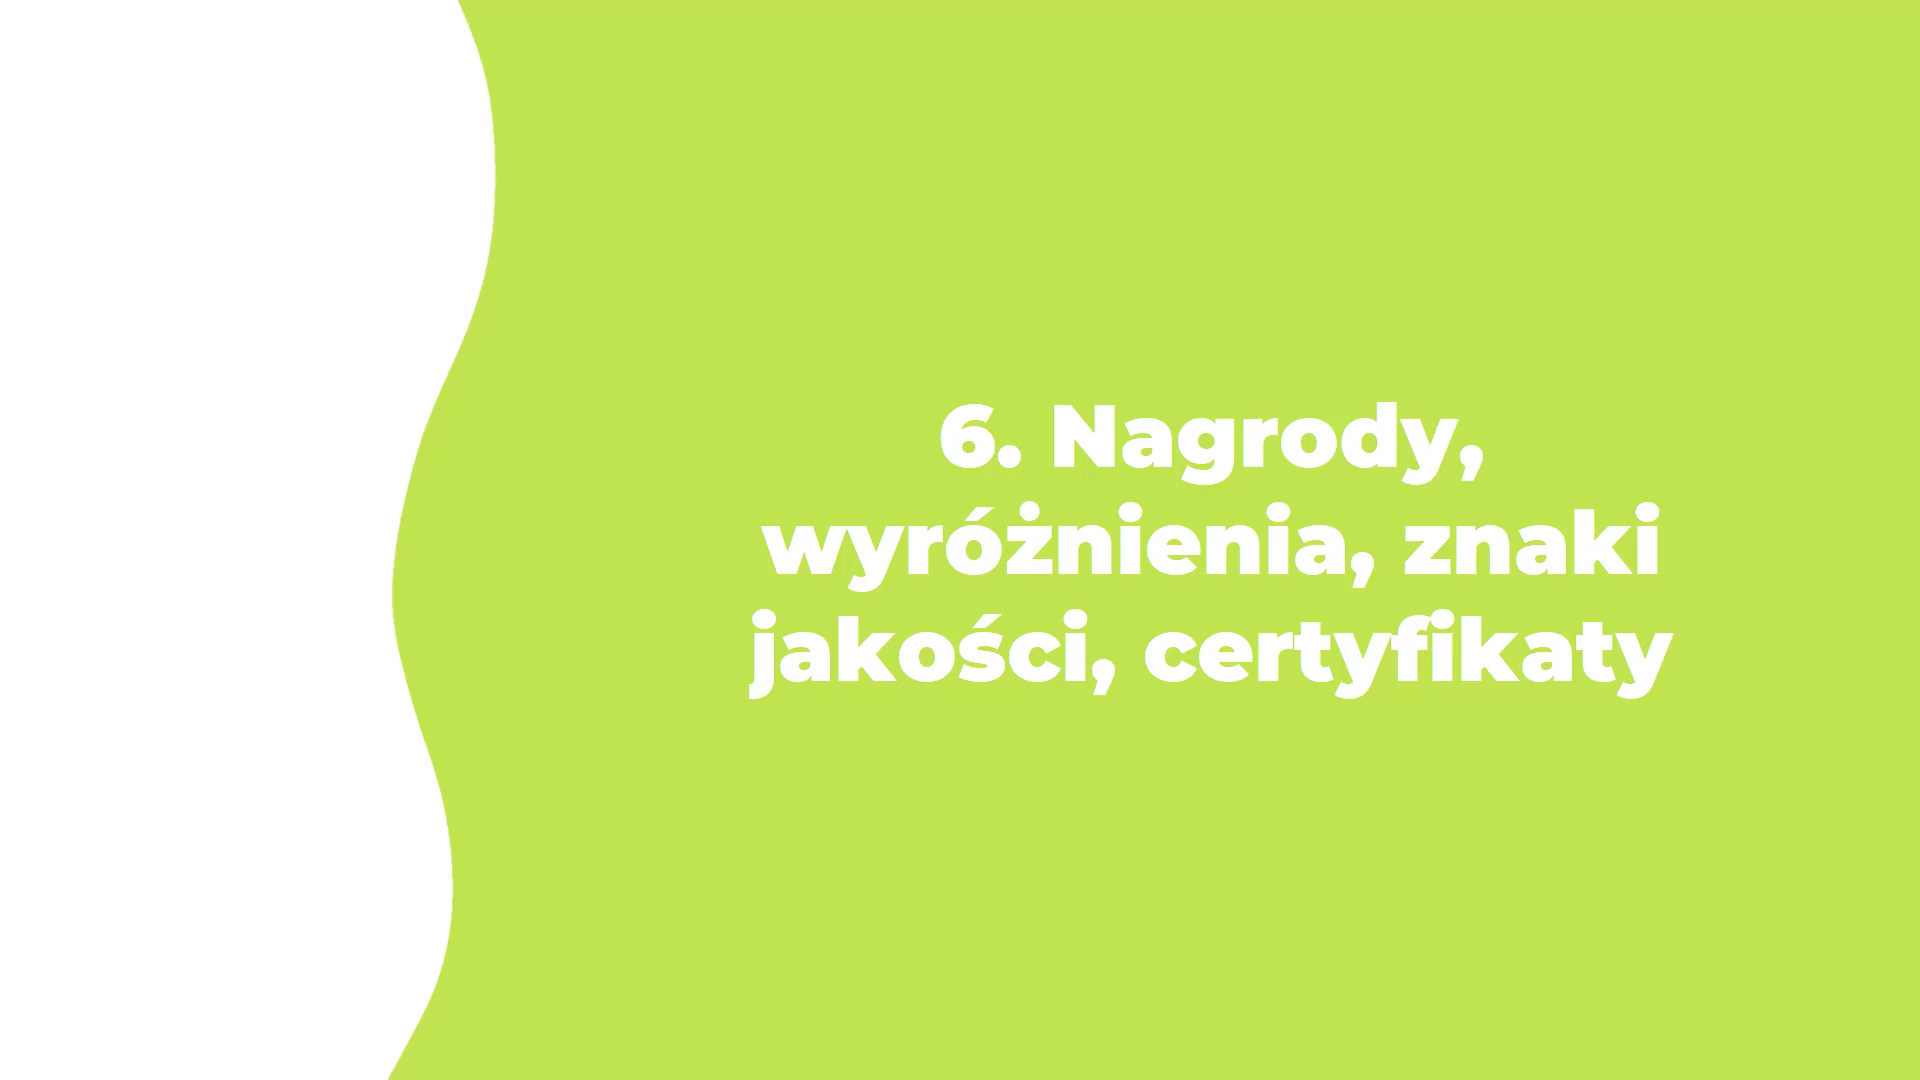 6. Nagrody,
wyróżnienia, znaki
jakości, certyfikaty